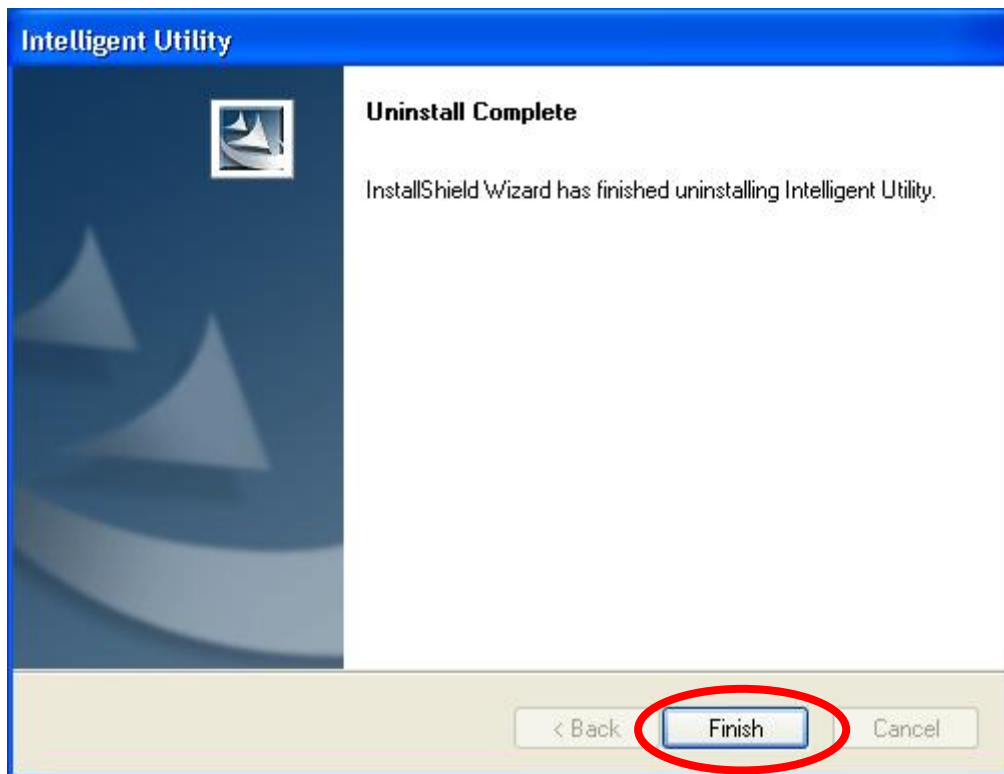 Intelligent Utility
Uninstall Complete
InstallShield Wizard has finished uninstalling Intelligent Utility.
< Back
Finish
Cancel